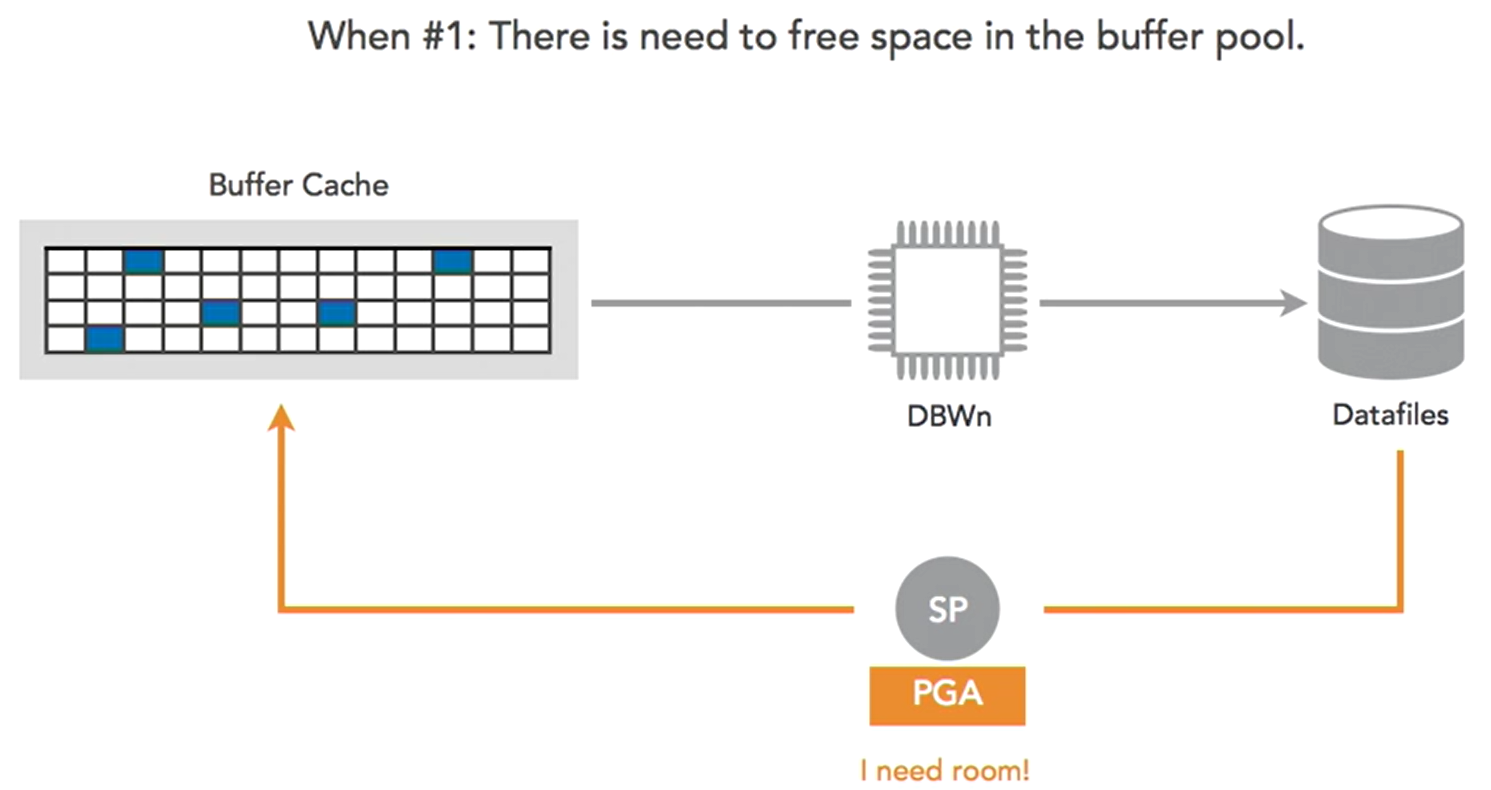 When #1: There is need to free space in the buffer pool.
Buffer Cache
DBWn
Datafiles
SP
PGA
I need room!